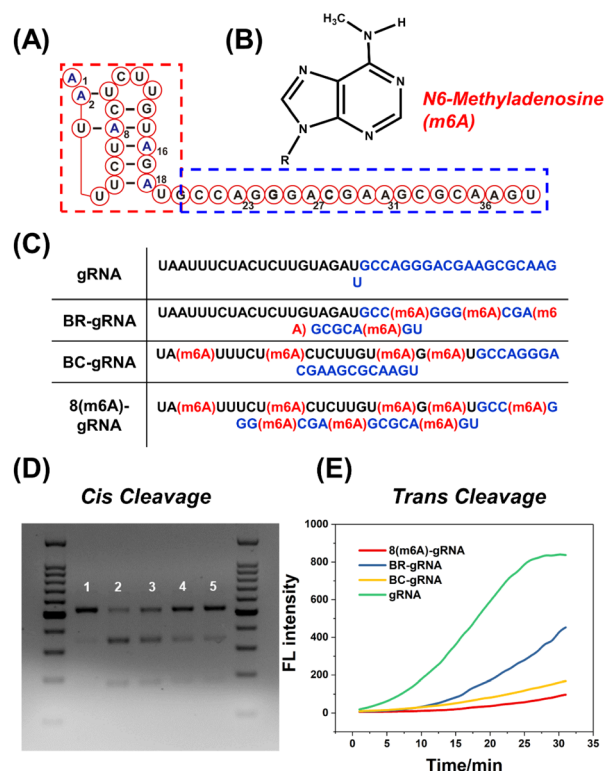 (A)
A 1 C U U
A 2 U
C G
U A 8 U
U A 16
C G
U U A 18 U G C C A G G G A C G A A G C G C A A G U
23 27 31 36
(B)
H₃C N H
N N
N N
R
N6-Methyladenosine
(m6A)
(C)
gRNA
UAAUUUCUACUCUUGUAGAUGCCAGGGACGAAGCGCAAG
U
BR-gRNA
UAAUUUCUACUCUUGUAGAUGCC(m6A)GGG(m6A)CGA(m6
A) GCGCA(m6A)GU
BC-gRNA
UA(m6A)UUUCU(m6A)CUCUUGU(m6A)G(m6A)UGCCAGGGA
CGAAGCGCAAGU
8(m6A)-
gRNA
UA(m6A)UUUCU(m6A)CUCUUGU(m6A)G(m6A)UGCC(m6A)G
GG(m6A)CGA(m6A)GCGCA(m6A)GU
(D)
Cis Cleavage
1 2 3 4 5
(E)
Trans Cleavage
FL intensity
1000
800
600
400
200
0
8(m6A)-gRNA
BR-gRNA
BC-gRNA
gRNA
0 5 10 15 20 25 30 35
Time/min